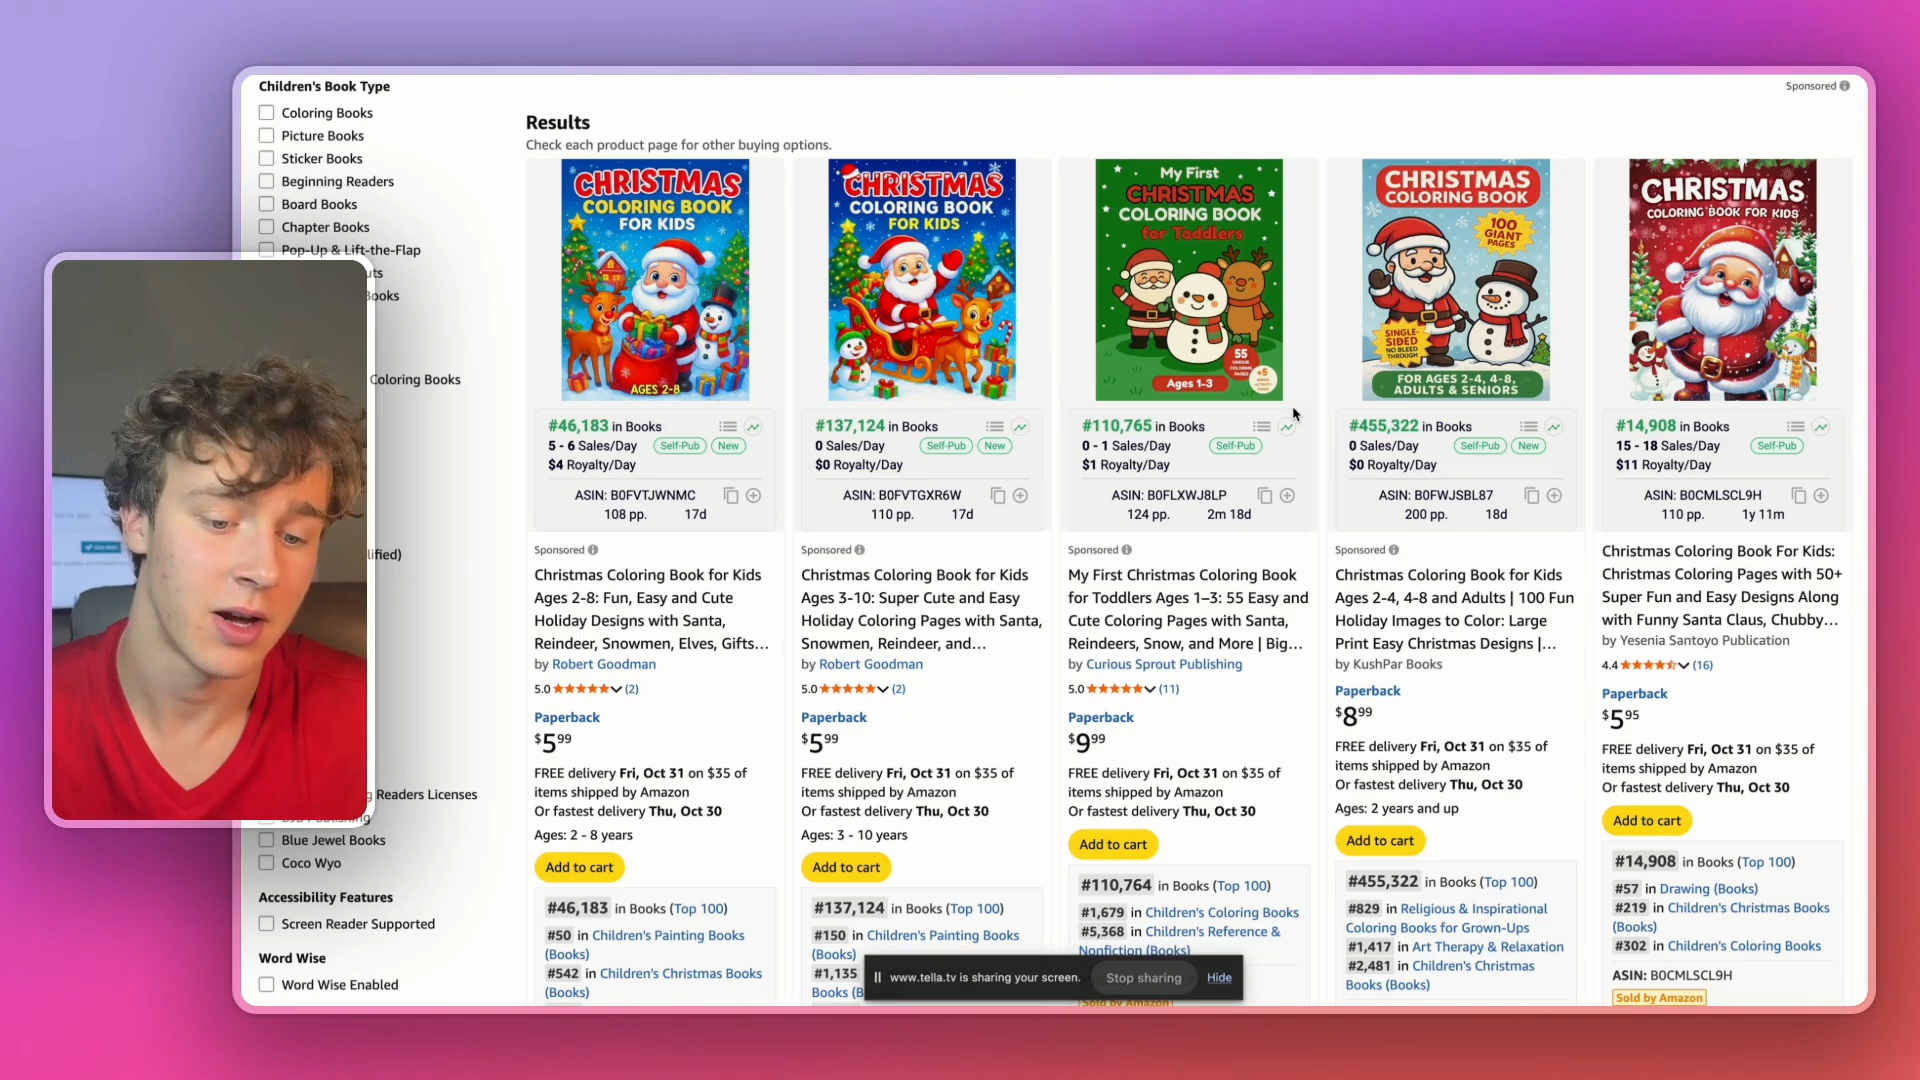 Children's Book Type
Coloring Books
Picture Books
Sticker Books
Beginning Readers
Board Books
Chapter Books
Pop-Up & Lift-the-Flap
Books
Coloring Books
lified)
g Readers Licenses
Publishing
Blue Jewel Books
Coco Wyo
Accessibility Features
Screen Reader Supported
Word Wise
Word Wise Enabled
Sponsored
Results
Check each product page for other buying options.
CHRISTMAS
COLORING BOOK
FOR KIDS
AGES 2-8
#46,183 in Books
5 - 6 Sales/Day Self-Pub New
$4 Royalty/Day
ASIN: B0FVTJWNMC
108 pp. 17d
Sponsored
Christmas Coloring Book for Kids
Ages 2-8: Fun, Easy and Cute
Holiday Designs with Santa,
Reindeer, Snowmen, Elves, Gifts...
by Robert Goodman
5.0 (2)
Paperback
$5 99
FREE delivery Fri, Oct 31 on $35 of
items shipped by Amazon
Or fastest delivery Thu, Oct 30
Ages: 2 - 8 years
Add to cart
#46,183 in Books (Top 100)
#50 in Children's Painting Books
(Books)
#542 in Children's Christmas Books
(Books)
CHRISTMAS
COLORING BOOK
FOR KIDS
#137,124 in Books
0 Sales/Day Self-Pub New
$0 Royalty/Day
ASIN: B0FVTGXR6W
110 pp. 17d
Sponsored
Christmas Coloring Book for Kids
Ages 3-10: Super Cute and Easy
Holiday Coloring Pages with Santa,
Snowmen, Reindeer, and...
by Robert Goodman
5.0 (2)
Paperback
$5 99
FREE delivery Fri, Oct 31 on $35 of
items shipped by Amazon
Or fastest delivery Thu, Oct 30
Ages: 3 - 10 years
Add to cart
#137,124 in Books (Top 100)
#150 in Children's Painting Books
(Books)
#1,135
Books (B
My First
CHRISTMAS
COLORING BOOK
for Toddlers
55
UNIQUE
COLORING
PAGES
+5
Ages 1-3
#110,765 in Books
0 - 1 Sales/Day Self-Pub
$1 Royalty/Day
ASIN: B0FLXWJ8LP
124 pp. 2m 18d
Sponsored
My First Christmas Coloring Book
for Toddlers Ages 1–3: 55 Easy and
Cute Coloring Pages with Santa,
Reindeers, Snow, and More | Big...
by Curious Sprout Publishing
5.0 (11)
Paperback
$9 99
FREE delivery Fri, Oct 31 on $35 of
items shipped by Amazon
Or fastest delivery Thu, Oct 30
Add to cart
#110,764 in Books (Top 100)
#1,679 in Children's Coloring Books
#5,368 in Children's Reference &
Nonfiction (Books)
Sold by Amazon
CHRISTMAS
COLORING BOOK
100
GIANT
PAGES
SINGLE-
SIDED
NO BLEED
THROUGH
FOR AGES 2-4, 4-8,
ADULTS & SENIORS
#455,322 in Books
0 Sales/Day Self-Pub New
$0 Royalty/Day
ASIN: B0FWJSBL87
200 pp. 18d
Sponsored
Christmas Coloring Book for Kids
Ages 2-4, 4-8 and Adults | 100 Fun
Holiday Images to Color: Large
Print Easy Christmas Designs |...
by KushPar Books
Paperback
$8 99
FREE delivery Fri, Oct 31 on $35 of
items shipped by Amazon
Or fastest delivery Thu, Oct 30
Ages: 2 years and up
Add to cart
#455,322 in Books (Top 100)
#829 in Religious & Inspirational
Coloring Books for Grown-Ups
#1,417 in Art Therapy & Relaxation
#2,481 in Children's Christmas
Books (Books)
CHRISTMAS
COLORING BOOK FOR KIDS
#14,908 in Books
15 - 18 Sales/Day Self-Pub
$11 Royalty/Day
ASIN: B0CMLSCL9H
110 pp. 1y 11m
Christmas Coloring Book For Kids:
Christmas Coloring Pages with 50+
Super Fun and Easy Designs Along
with Funny Santa Claus, Chubby...
by Yesenia Santoyo Publication
4.4 (16)
Paperback
$5 95
FREE delivery Fri, Oct 31 on $35 of
items shipped by Amazon
Or fastest delivery Thu, Oct 30
Add to cart
#14,908 in Books (Top 100)
#57 in Drawing (Books)
#219 in Children's Christmas Books
(Books)
#302 in Children's Coloring Books
ASIN: B0CMLSCL9H
Sold by Amazon
www.tella.tv is sharing your screen. Stop sharing Hide